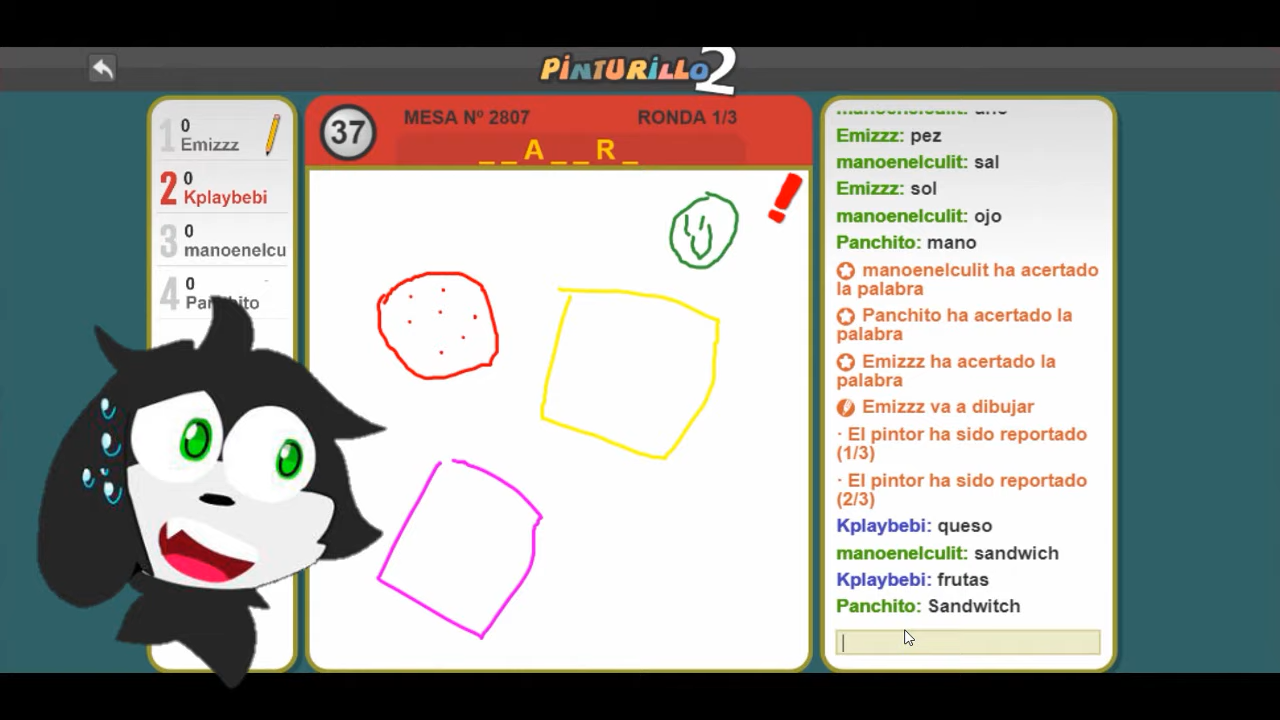 PINTURILLO 2
1 0
Emizzz
2 0
Kplaybebi
3 0
manoenelcu
4 0
37
MESA Nº 2807
RONDA 1/3
_ _ A _ _ R _
Emizzz: pez
manoenelculit: sal
Emizzz: sol
manoenelculit: ojo
Panchito: mano
manoenelculit ha acertado
la palabra
Panchito ha acertado la
palabra
Emizzz ha acertado la
palabra
Emizzz va a dibujar
· El pintor ha sido reportado
(1/3)
· El pintor ha sido reportado
(2/3)
Kplaybebi: queso
manoenelculit: sandwich
Kplaybebi: frutas
Panchito: Sandwitch